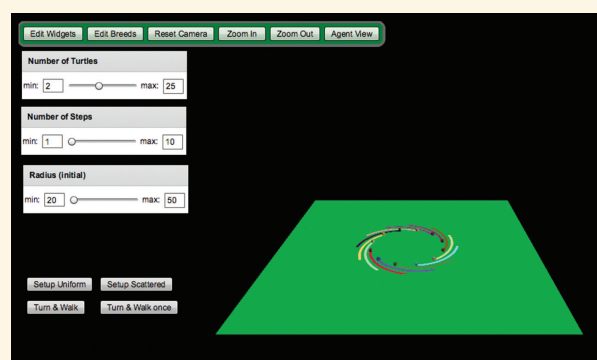 Edit Widgets Edit Breeds Reset Camera Zoom In Zoom Out Agent View
Number of Turtles
min: 2 max: 25
Number of Steps
min: 1 max: 10
Radius (initial)
min: 20 max: 50
Setup Uniform Setup Scattered
Turn & Walk Turn & Walk once